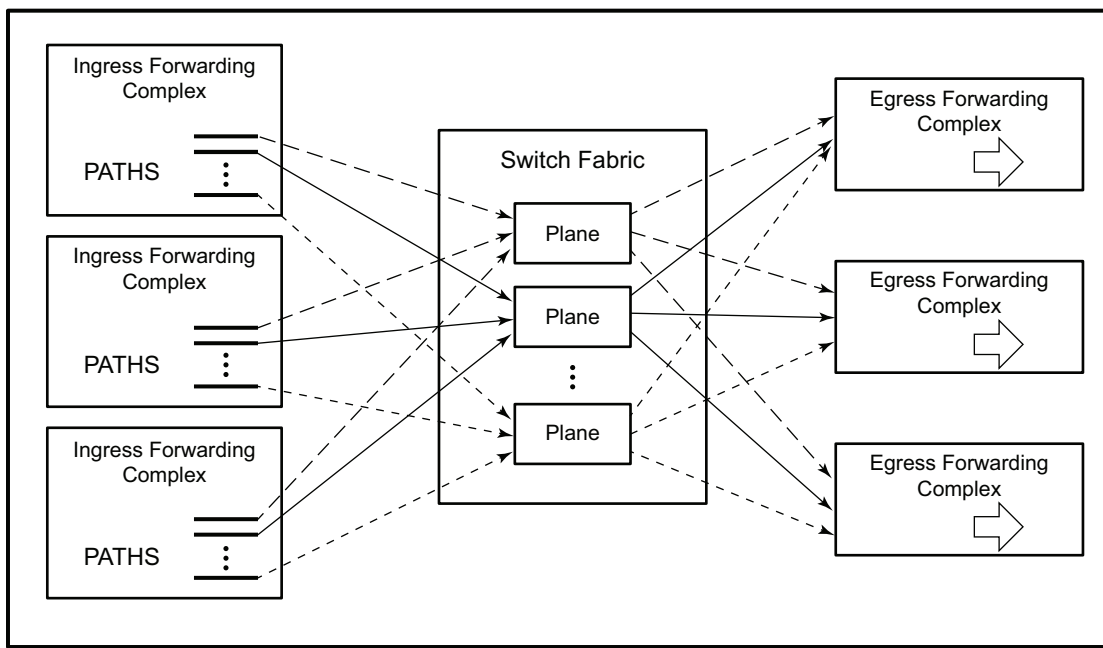 Ingress Forwarding
Complex
PATHS
Ingress Forwarding
Complex
PATHS
Ingress Forwarding
Complex
PATHS
Switch Fabric
Plane
Plane
Plane
Egress Forwarding
Complex
Egress Forwarding
Complex
Egress Forwarding
Complex